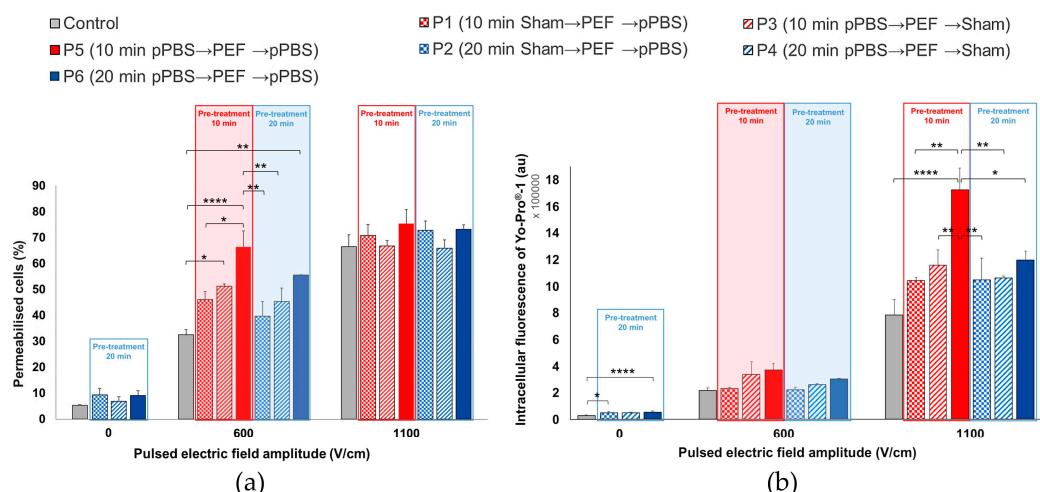 Control
P1 (10 min Sham→PEF →pPBS)
P3 (10 min pPBS→PEF→Sham)
P5 (10 min pPBS→PEF →pPBS)
P2 (20 min Sham→PEF →pPBS)
P4 (20 min pPBS→PEF→Sham)
P6 (20 min pPBS→PEF →pPBS)
Pre-treatment
10 min
Pre-treatment
20 min
Pre-treatment
10 min
Pre-treatment
20 min
Pre-treatment
20 min
**
**
**
****
*
*
Permeabilised cells (%)
90
80
70
60
50
40
30
20
10
0
0
600
1100
Pulsed electric field amplitude (V/cm)
(a)
Pre-treatment
10 min
Pre-treatment
20 min
Pre-treatment
10 min
Pre-treatment
20 min
Pre-treatment
20 min
**
**
****
*
**
**
****
*
Intracellular fluorescence of Yo-Pro®-1 (au)
x 100000
18
16
14
12
10
8
6
4
2
0
0
600
1100
Pulsed electric field amplitude (V/cm)
(b)